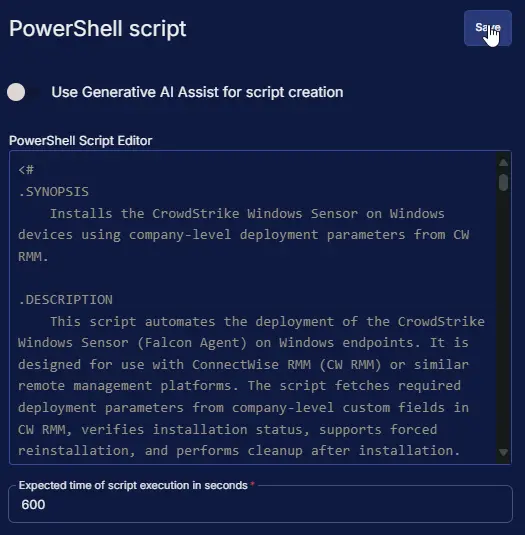 PowerShell script
Save
Use Generative AI Assist for script creation
PowerShell Script Editor
<#
.SYNOPSIS
Installs the CrowdStrike Windows Sensor on Windows
devices using company-level deployment parameters from CW
RMM.
.DESCRIPTION
This script automates the deployment of the CrowdStrike
Windows Sensor (Falcon Agent) on Windows endpoints. It is
designed for use with ConnectWise RMM (CW RMM) or similar
remote management platforms. The script fetches required
deployment parameters from company-level custom fields in
CW RMM, verifies installation status, supports forced
reinstallation, and performs cleanup after installation.
Expected time of script execution in seconds *
600